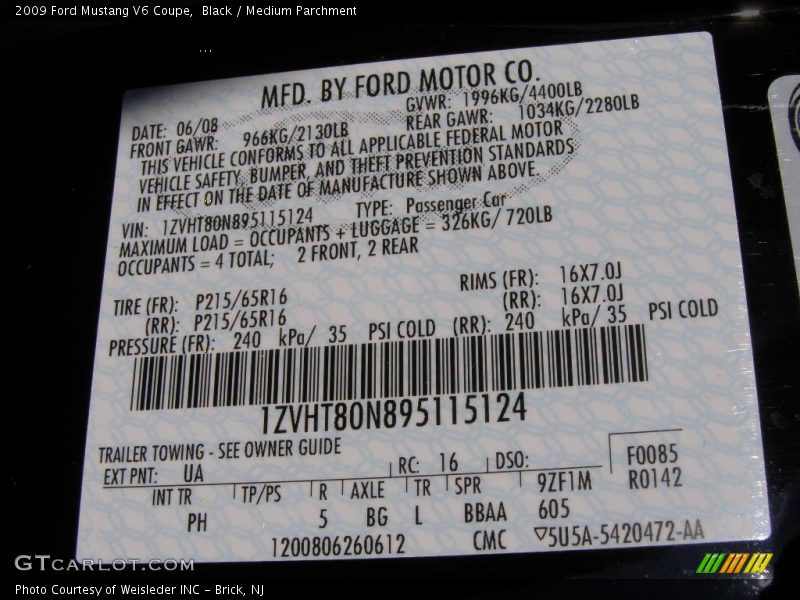 2009 Ford Mustang V6 Coupe,  Black / Medium Parchment
MFD. BY FORD MOTOR CO.
DATE: 06/08 GVWR: 1996KG/4400LB
FRONT GAWR: 966KG/2130LB REAR GAWR: 1034KG/2280LB
THIS VEHICLE CONFORMS TO ALL APPLICABLE FEDERAL MOTOR
VEHICLE SAFETY, BUMPER, AND THEFT PREVENTION STANDARDS
IN EFFECT ON THE DATE OF MANUFACTURE SHOWN ABOVE.
VIN: 1ZVHT80N895115124 TYPE: Passenger Car
MAXIMUM LOAD = OCCUPANTS + LUGGAGE = 326KG/ 720LB
OCCUPANTS = 4 TOTAL; 2 FRONT, 2 REAR
TIRE (FR): P215/65R16 RIMS (FR): 16X7.0J
(RR): P215/65R16 (RR): 16X7.0J
PRESSURE (FR): 240 kPa/ 35 PSI COLD (RR): 240 kPa/ 35 PSI COLD
1ZVHT80N895115124
TRAILER TOWING - SEE OWNER GUIDE
EXT PNT: UA RC: 16 DSO: F0085
INT TR TP/PS R AXLE TR SPR 9ZF1M R0142
PH 5 BG L BBAA 605
1200806260612 CMC ▽5U5A-5420472-AA
GTCARLOT.COM
Photo Courtesy of Weisleder INC - Brick, NJ